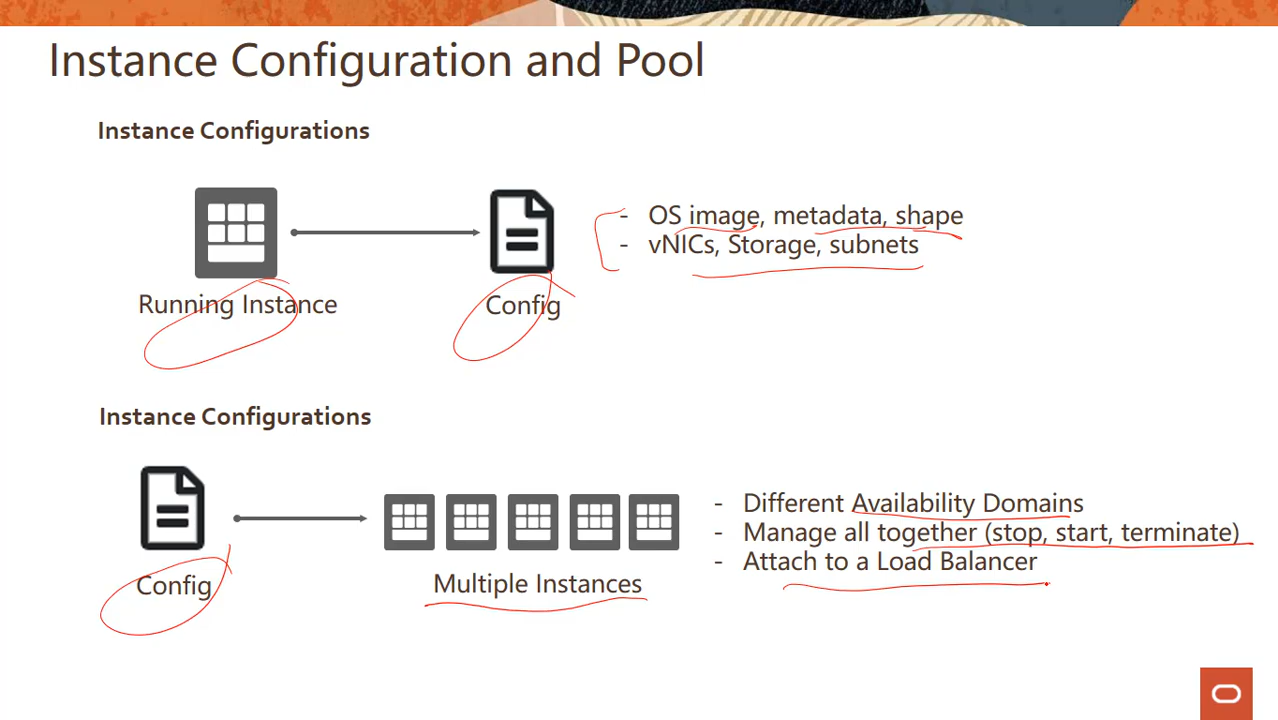 Instance Configuration and Pool
Instance Configurations
- OS image, metadata, shape
- vNICs, Storage, subnets
Running Instance
Config
Instance Configurations
- Different Availability Domains
- Manage all together (stop, start, terminate)
- Attach to a Load Balancer
Config
Multiple Instances